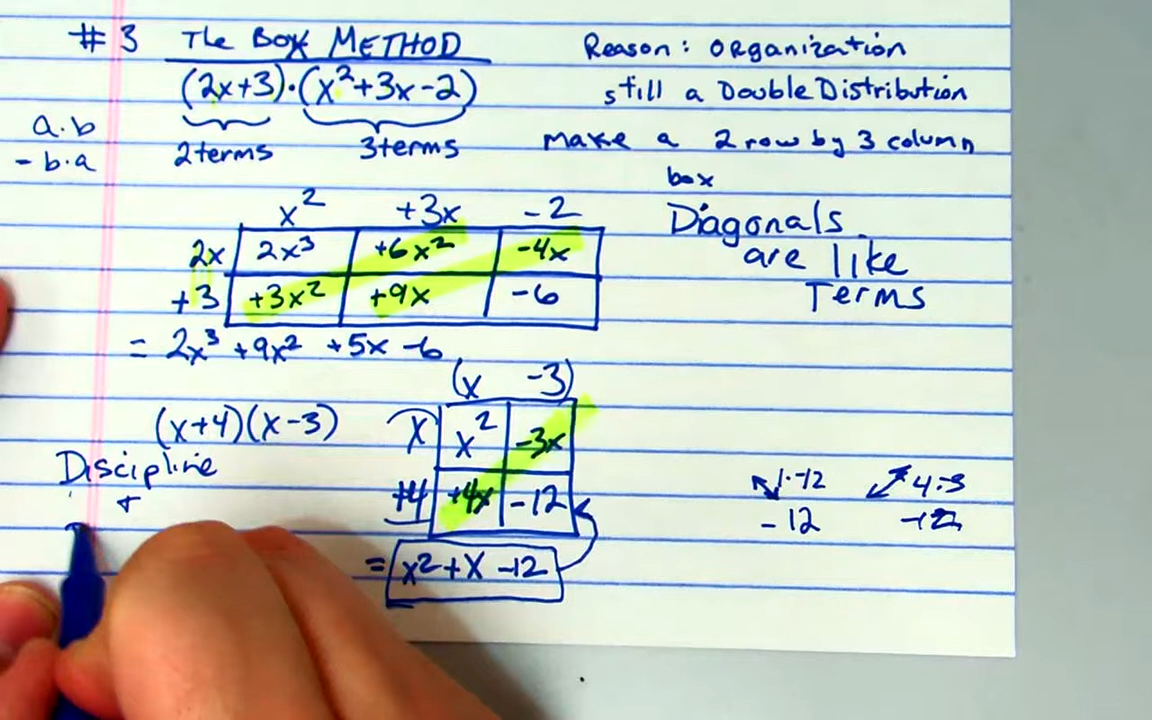 #3 The Box METHOD
(2x+3)·(x²+3x-2)
2terms 3terms
a·b
- b·a
Reason: organization
still a Double Distribution
make a 2 row by 3 column
box
Diagonals
are like
Terms
x² +3x -2
2x 2x³ +6x² -4x
+3 +3x² +9x -6
= 2x³ +9x² +5x -6
(x+4)(x-3)
(x -3)
x x² -3x
+4 +4x -12
= x²+x -12
Discipline
+
1·-12
-12
4·-3
-12